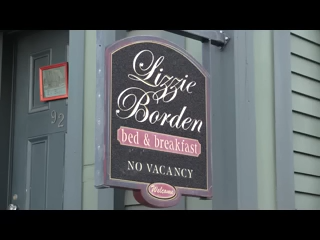 Lizzie
Borden
bed & breakfast
NO VACANCY
Welcome
92